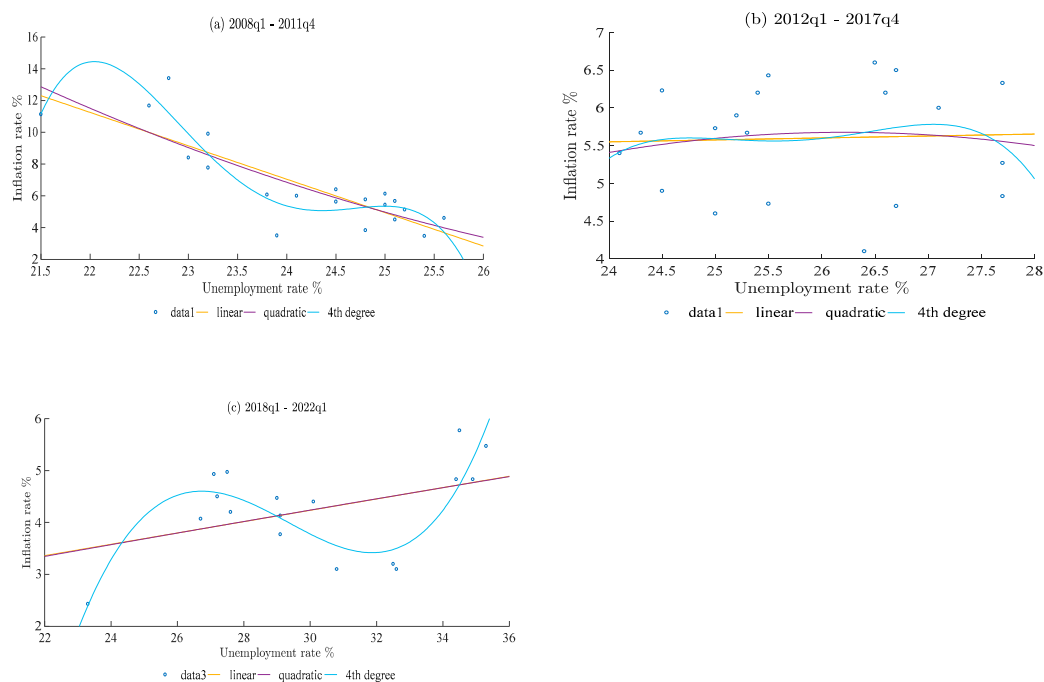 (a) 2008q1 - 2011q4
16
14
12
10
8
6
4
2
Inflation rate %
21.5 22 22.5 23 23.5 24 24.5 25 25.5 26
Unemployment rate %
data1 linear quadratic 4th degree
(b) 2012q1 - 2017q4
7
6.5
6
5.5
5
4.5
4
Inflation rate %
24 24.5 25 25.5 26 26.5 27 27.5 28
Unemployment rate %
data1 linear quadratic 4th degree
(c) 2018q1 - 2022q1
6
5
4
3
2
Inflation rate %
22 24 26 28 30 32 34 36
Unemployment rate %
data3 linear quadratic 4th degree